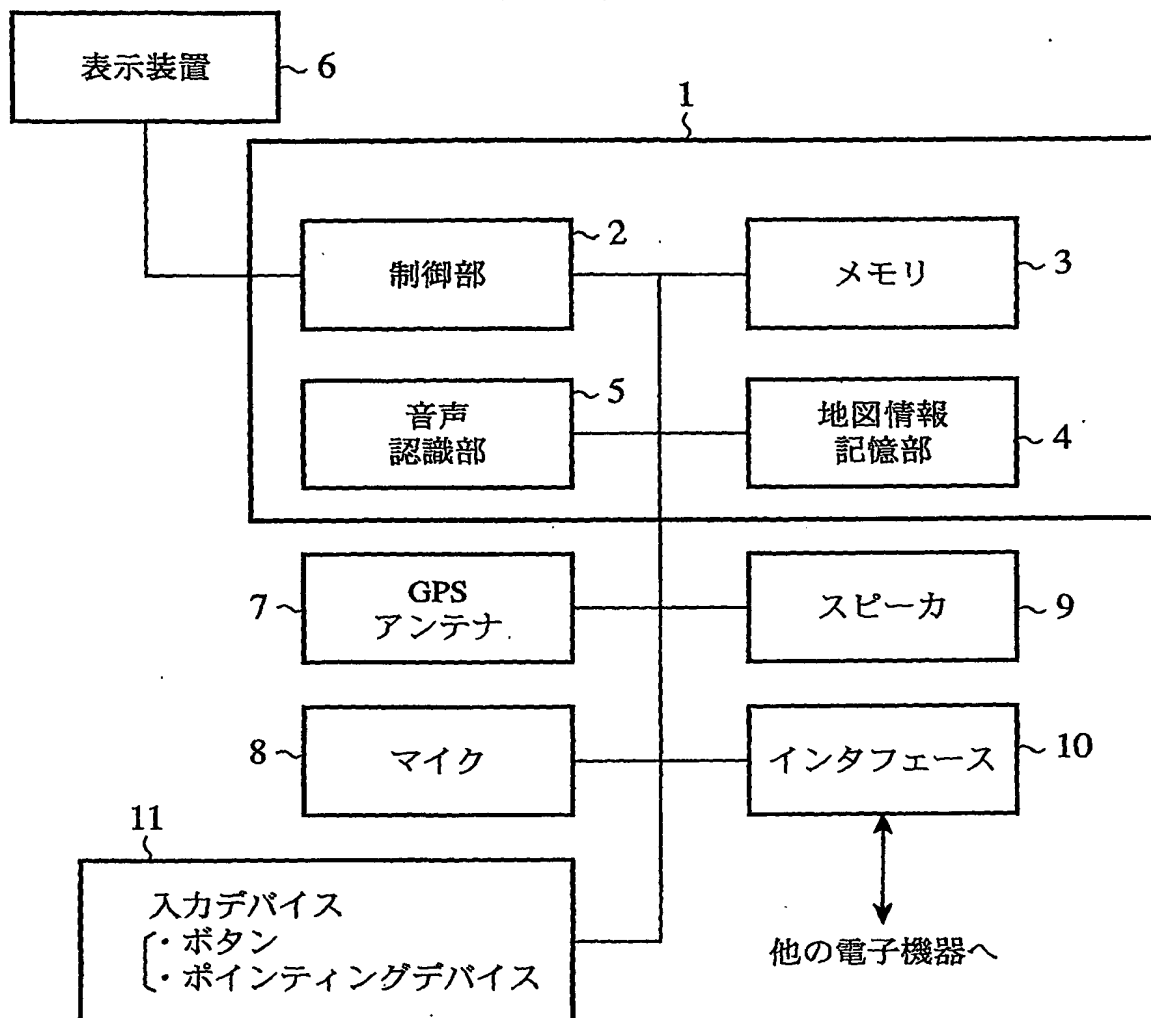 表示装置
6
1
制御部
2
メモリ
3
音声
認識部
5
地図情報
記憶部
4
7
GPS
アンテナ
スピーカ
9
8
マイク
インタフェース
10
11
入力デバイス
・ボタン
・ポインティングデバイス
他の電子機器へ